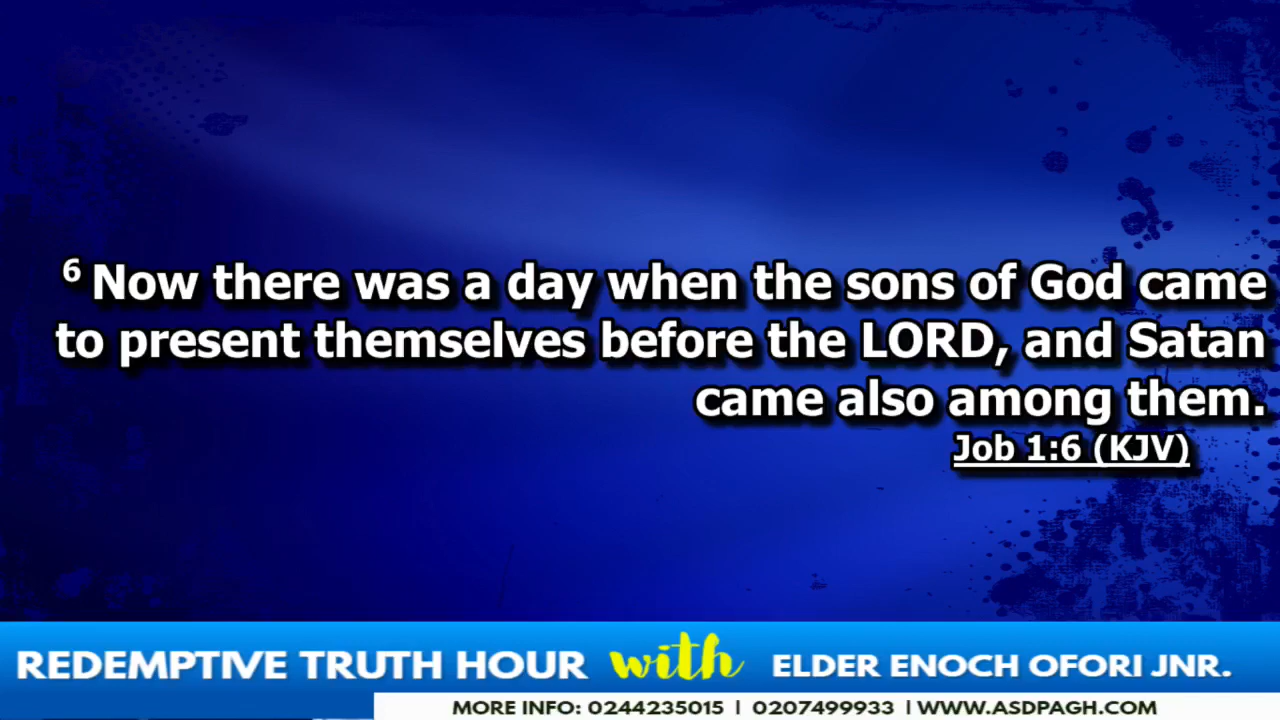 6 Now there was a day when the sons of God came
to present themselves before the LORD, and Satan
came also among them.
Job 1:6 (KJV)
REDEMPTIVE TRUTH HOUR with ELDER ENOCH OFORI JNR.
MORE INFO: 0244235015 | 0207499933 | WWW.ASDPAGH.COM